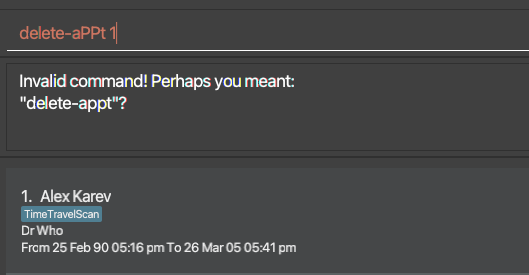 delete-aPPt 1
Invalid command! Perhaps you meant:
"delete-appt"?
1. Alex Karev
TimeTravelScan
Dr Who
From 25 Feb 90 05:16 pm To 26 Mar 05 05:41 pm